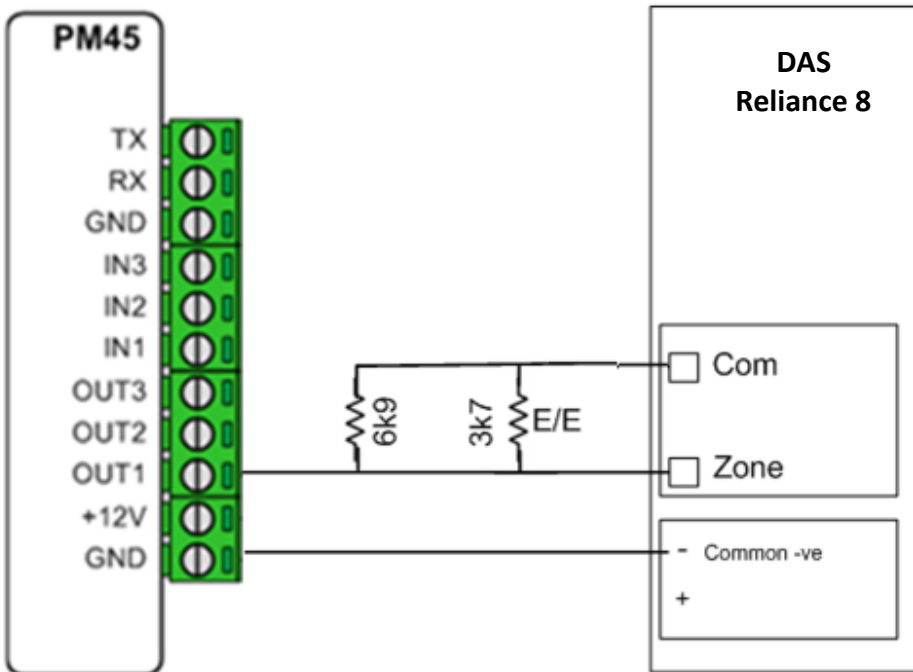 PM45
TX
RX
GND
IN3
IN2
IN1
OUT3
OUT2
OUT1
+12V
GND
6k9
3k7
E/E
DAS
Reliance 8
Com
Zone
- Common -ve
+